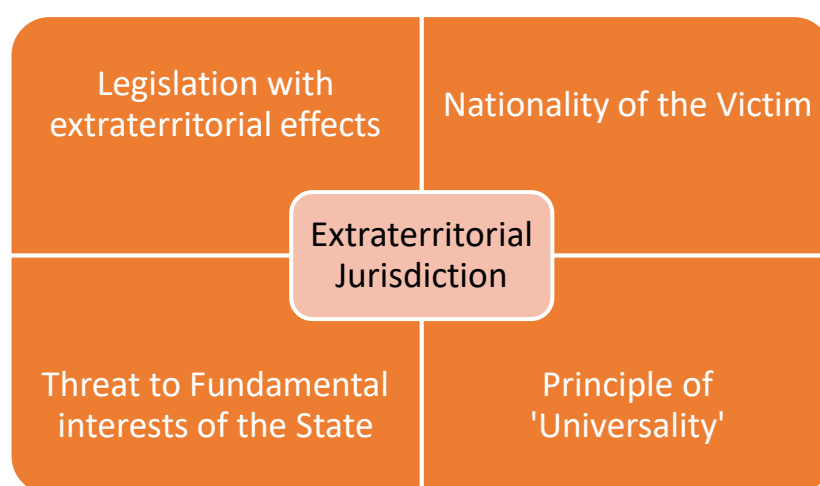 Legislation with
extraterritorial effects
Nationality of the Victim
Extraterritorial
Jurisdiction
Threat to Fundamental
interests of the State
Principle of
'Universality'